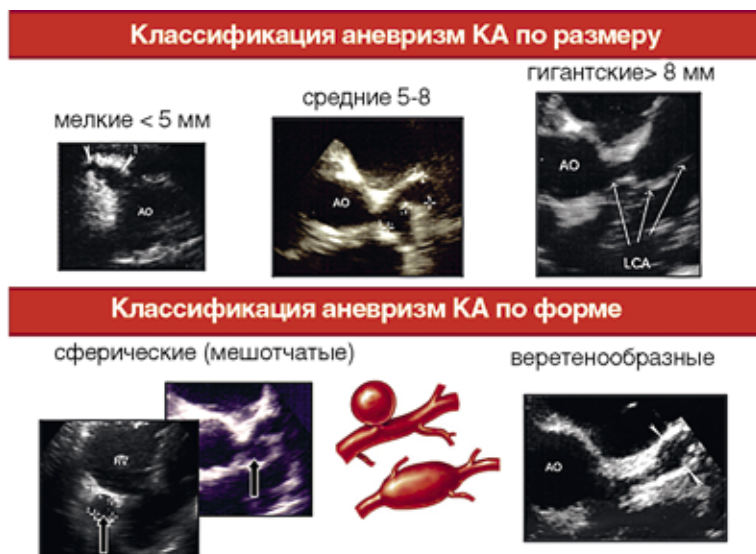 Классификация аневризм КА по размеру
мелкие < 5 мм
средние 5-8
гигантские> 8 мм
AO
AO
AO
LCA
Классификация аневризм КА по форме
сферические (мешотчатые)
веретенообразные
RV
AO